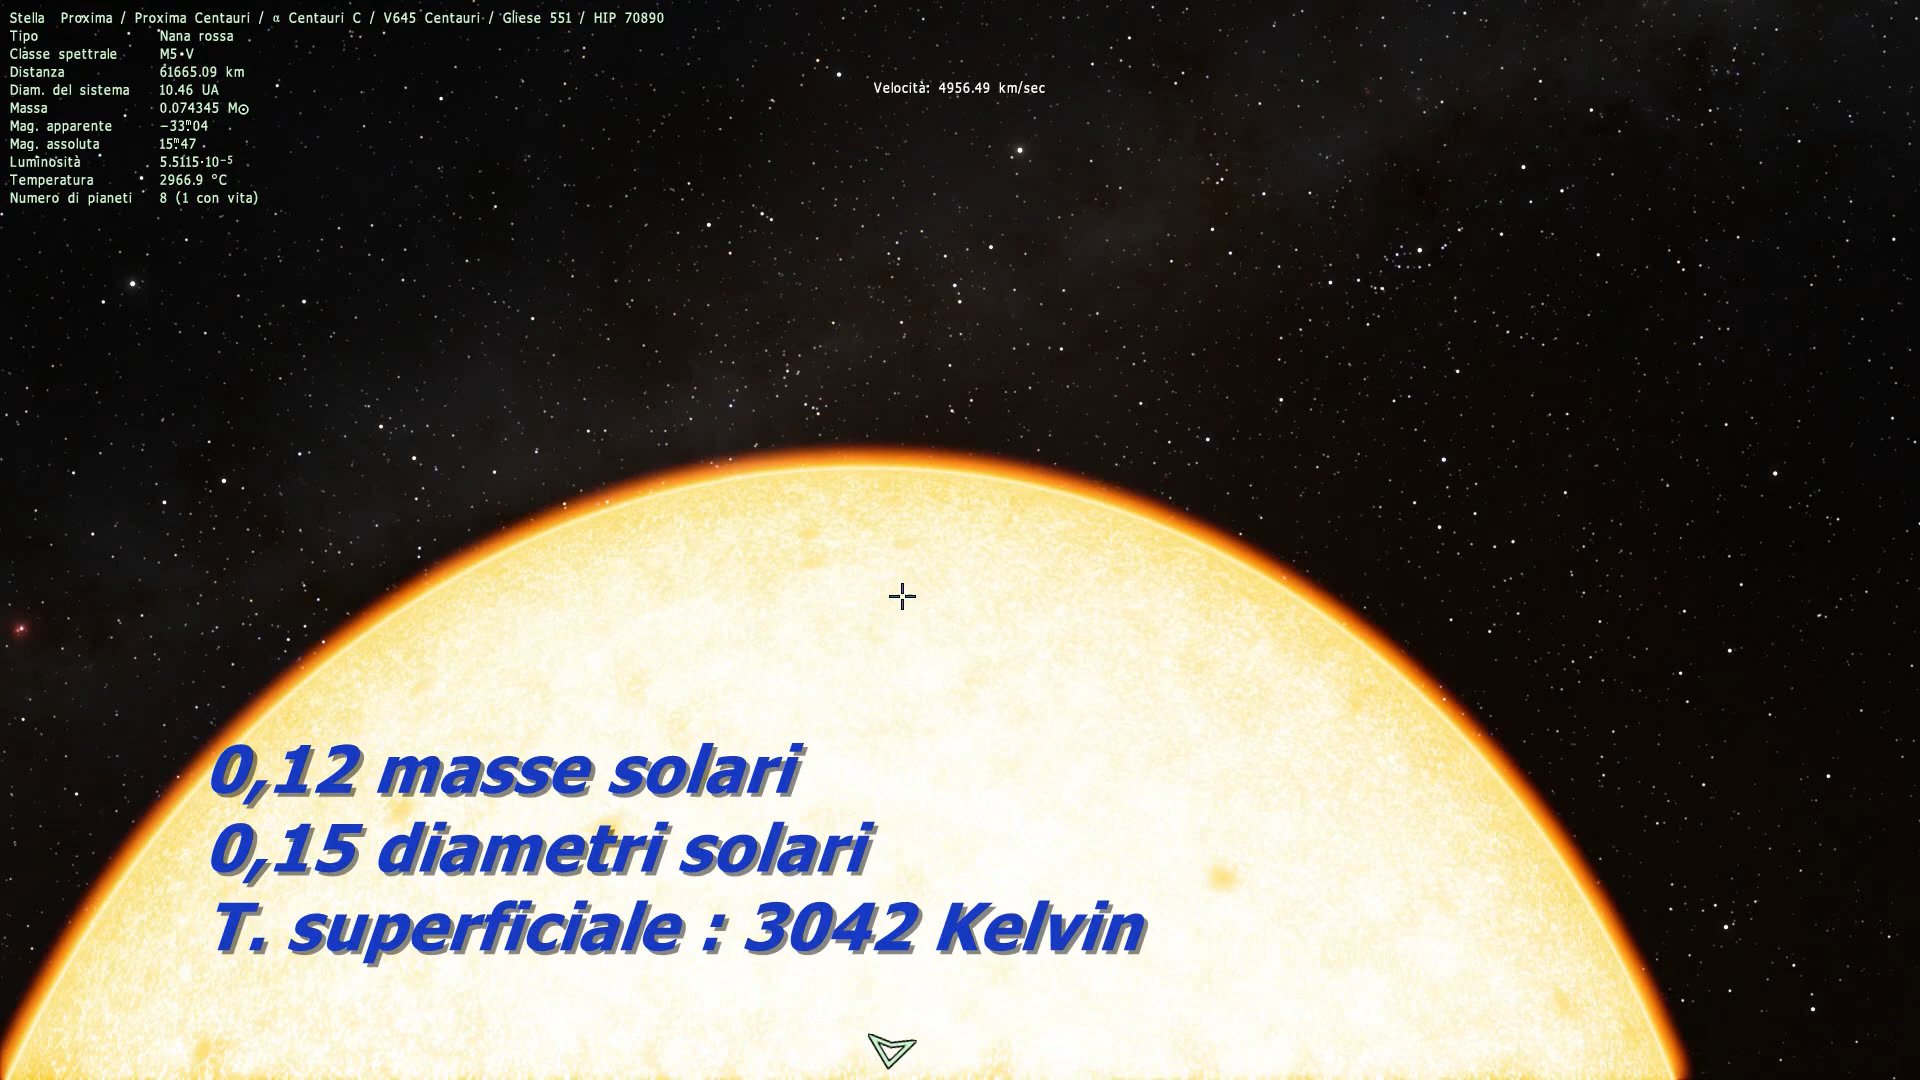 Stella Proxima / Proxima Centauri / α Centauri C / V645 Centauri / Gliese 551 / HIP 70890
Tipo Nana rossa
Classe spettrale M5 V
Distanza 61665.09 km
Diam. del sistema 10.46 UA
Massa 0.074345 M⊙
Mag. apparente −33ᵐ.04
Mag. assoluta 15ᵐ.47
Luminosità 5.5115·10⁻⁵
Temperatura 2966.9 °C
Numero di pianeti 8 (1 con vita)
Velocità: 4956.49 km/sec
0,12 masse solari
0,15 diametri solari
T. superficiale : 3042 Kelvin